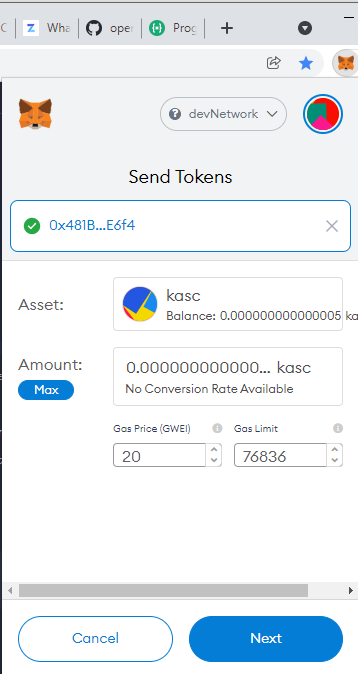 Wha
oper
Prog
devNetwork
Send Tokens
0x481B...E6f4
Asset:
kasc
Balance: 0.000000000000005 ka
Amount:
Max
0.000000000000... kasc
No Conversion Rate Available
Gas Price (GWEI)
Gas Limit
20
76836
Cancel
Next